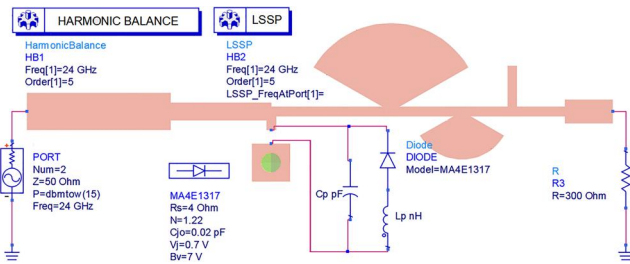 HARMONIC BALANCE
LSSP
HarmonicBalance
HB1
Freq[1]=24 GHz
Order[1]=5
LSSP
HB2
Freq[1]=24 GHz
Order[1]=5
LSSP_FreqAtPort[1]=
PORT
Num=2
Z=50 Ohm
P=dbmtow(15)
Freq=24 GHz
MA4E1317
Rs=4 Ohm
N=1.22
Cjo=0.02 pF
Vj=0.7 V
Bv=7 V
Cp pF
Lp nH
Diode
DIODE
Model=MA4E1317
R
R3
R=300 Ohm